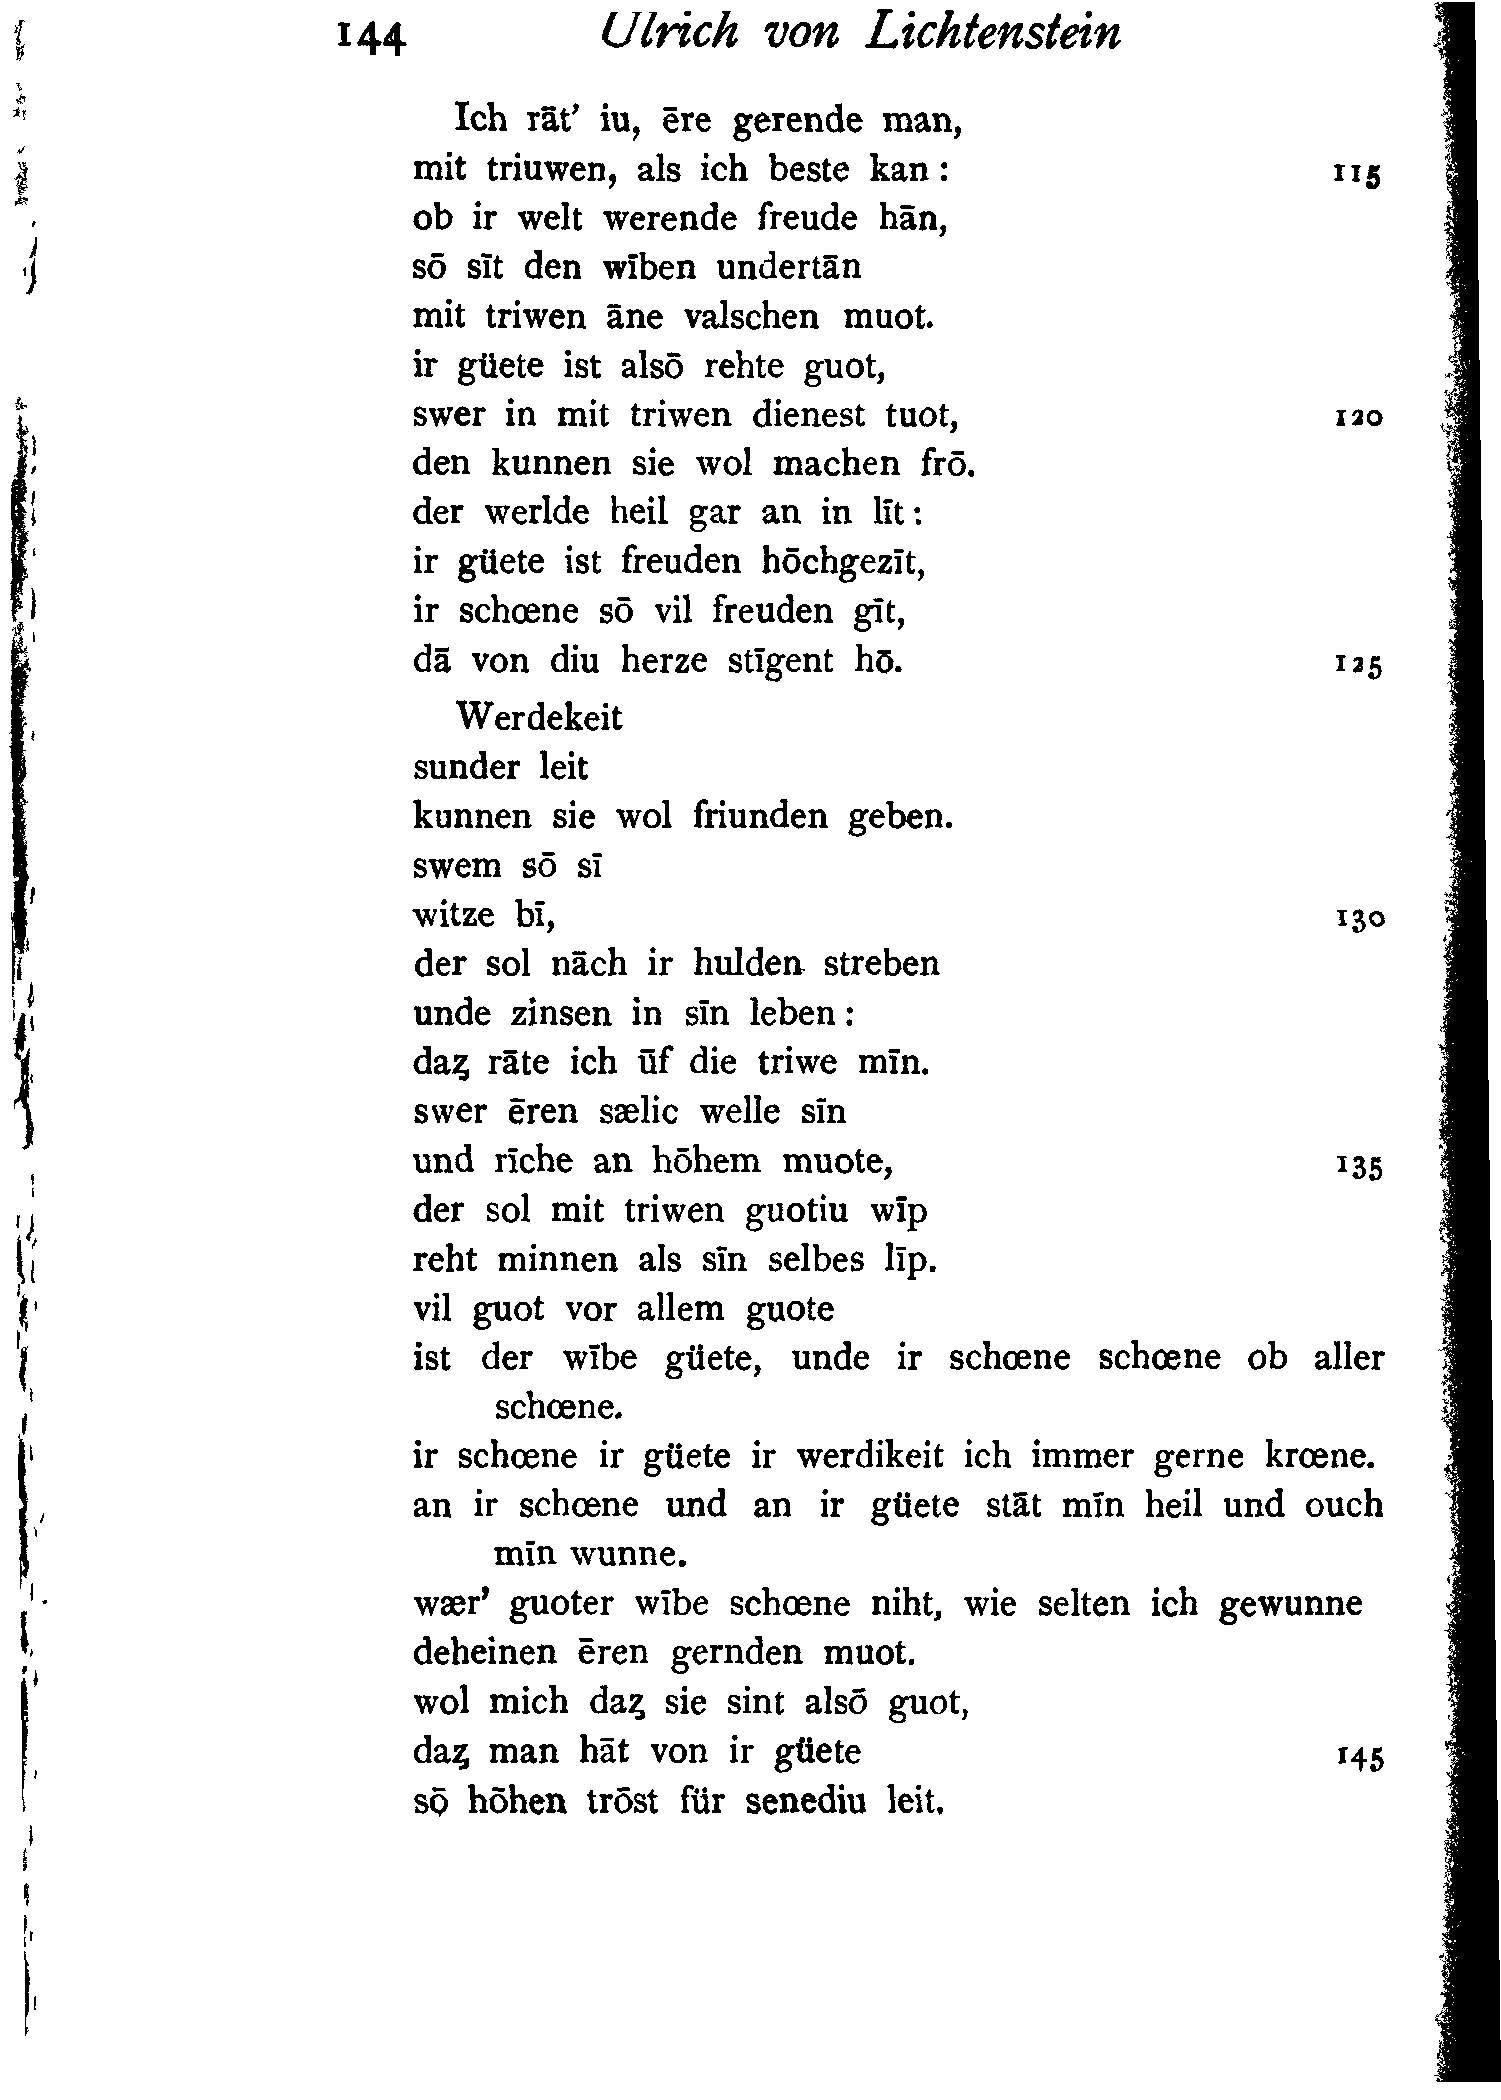 144 Ulrich von Lichtenstein
Ich rāt' iu, ēre gerende man,
mit triuwen, als ich beste kan : 115
ob ir welt werende freude hān,
sō sīt den wīben undertān
mit triwen āne valschen muot.
ir güete ist alsō rehte guot,
swer in mit triwen dienest tuot, 120
den kunnen sie wol machen frō.
der werlde heil gar an in līt :
ir güete ist freuden hōchgezīt,
ir schœne sō vil freuden gīt,
dā von diu herze stīgent hō. 125
Werdekeit
sunder leit
kunnen sie wol friunden geben.
swem sō sī
witze bī, 130
der sol nāch ir hulden streben
unde zinsen in sīn leben :
daȥ rāte ich ūf die triwe mīn.
swer ēren sælic welle sīn
und rīche an hōhem muote, 135
der sol mit triwen guotiu wīp
reht minnen als sīn selbes līp.
vil guot vor allem guote
ist der wībe güete, unde ir schœne schœne ob aller
schœne.
ir schœne ir güete ir werdikeit ich immer gerne krœne.
an ir schœne und an ir güete stāt mīn heil und ouch
mīn wunne.
wær' guoter wībe schœne niht, wie selten ich gewunne
deheinen ēren gernden muot.
wol mich daȥ sie sint alsō guot,
daȥ man hāt von ir güete 145
sō hōhen trōst für senediu leit.